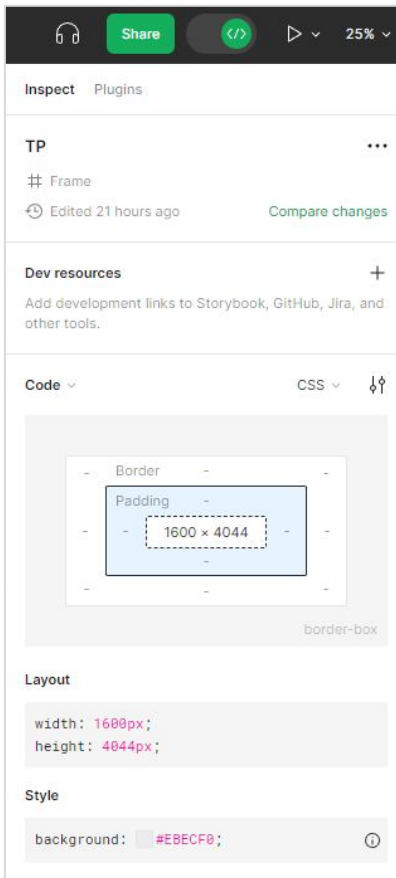 Share
25%
Inspect Plugins
TP
Frame
Edited 21 hours ago Compare changes
Dev resources
Add development links to Storybook, GitHub, Jira, and
other tools.
Code CSS
- Border - -
Padding -
- - 1600 × 4044 - -
-
- - -
border-box
Layout
width: 1600px;
height: 4044px;
Style
background: #EBECF0;